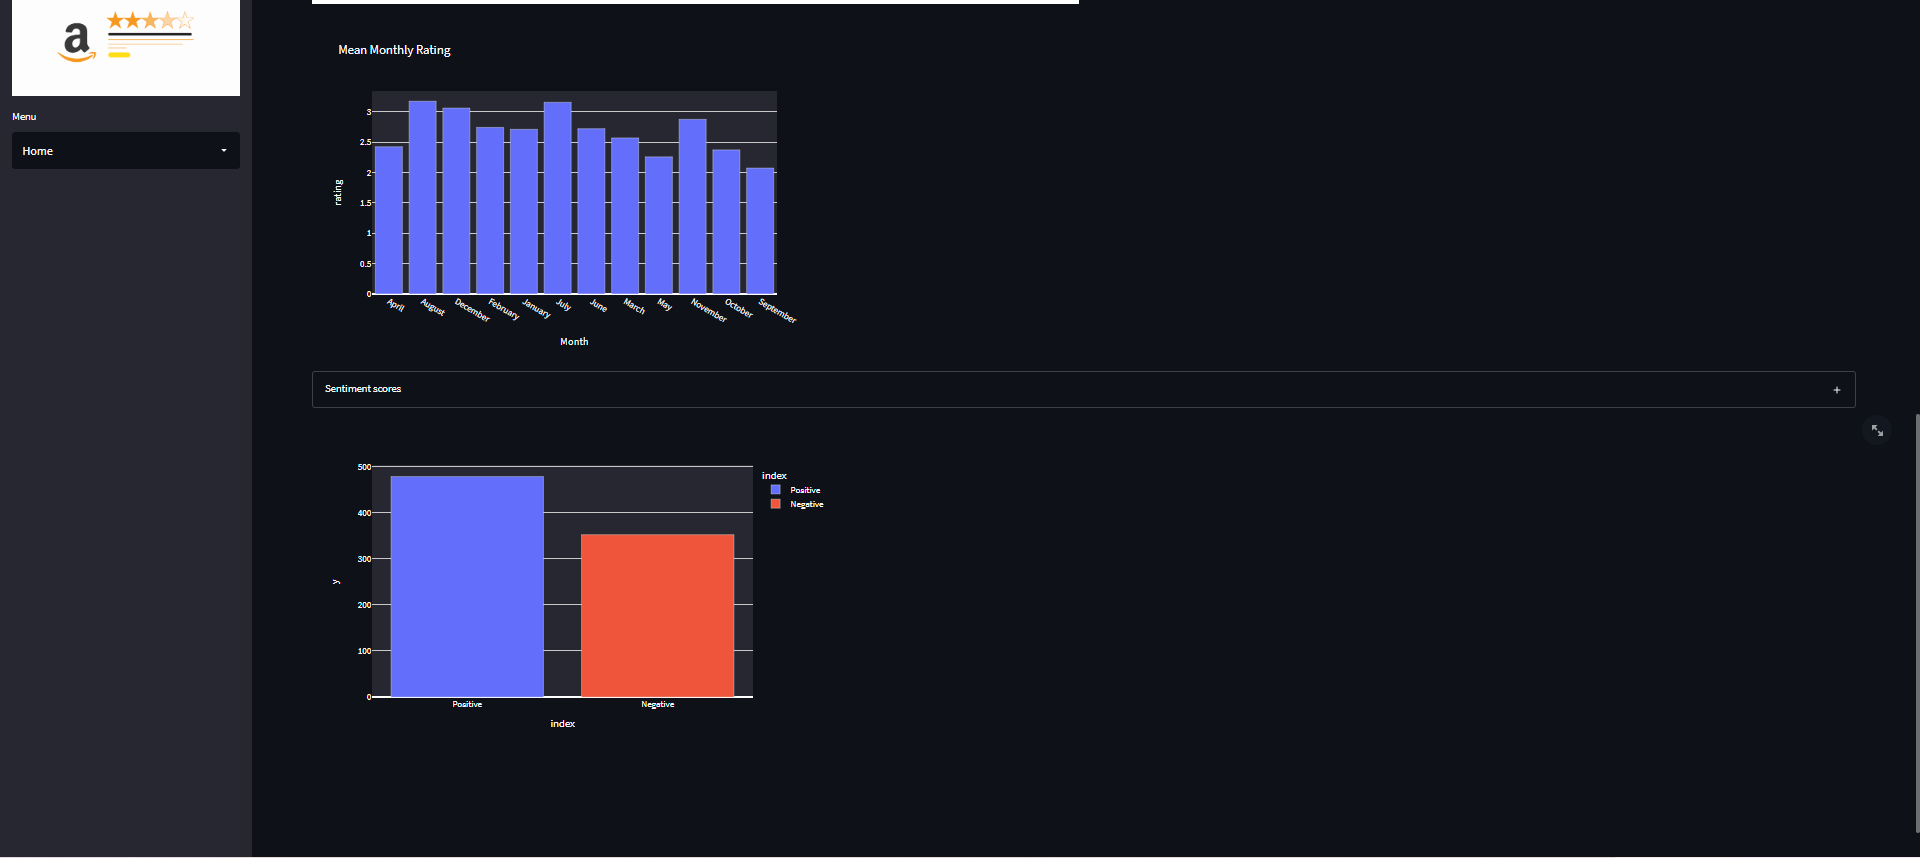 a
Menu
Home
Mean Monthly Rating
3
2.5
2
1.5
1
0.5
0
rating
April
August
December
February
January
July
June
March
May
November
October
September
Month
Sentiment scores
+
500
400
300
200
100
0
y
Positive
Negative
index
index
Positive
Negative